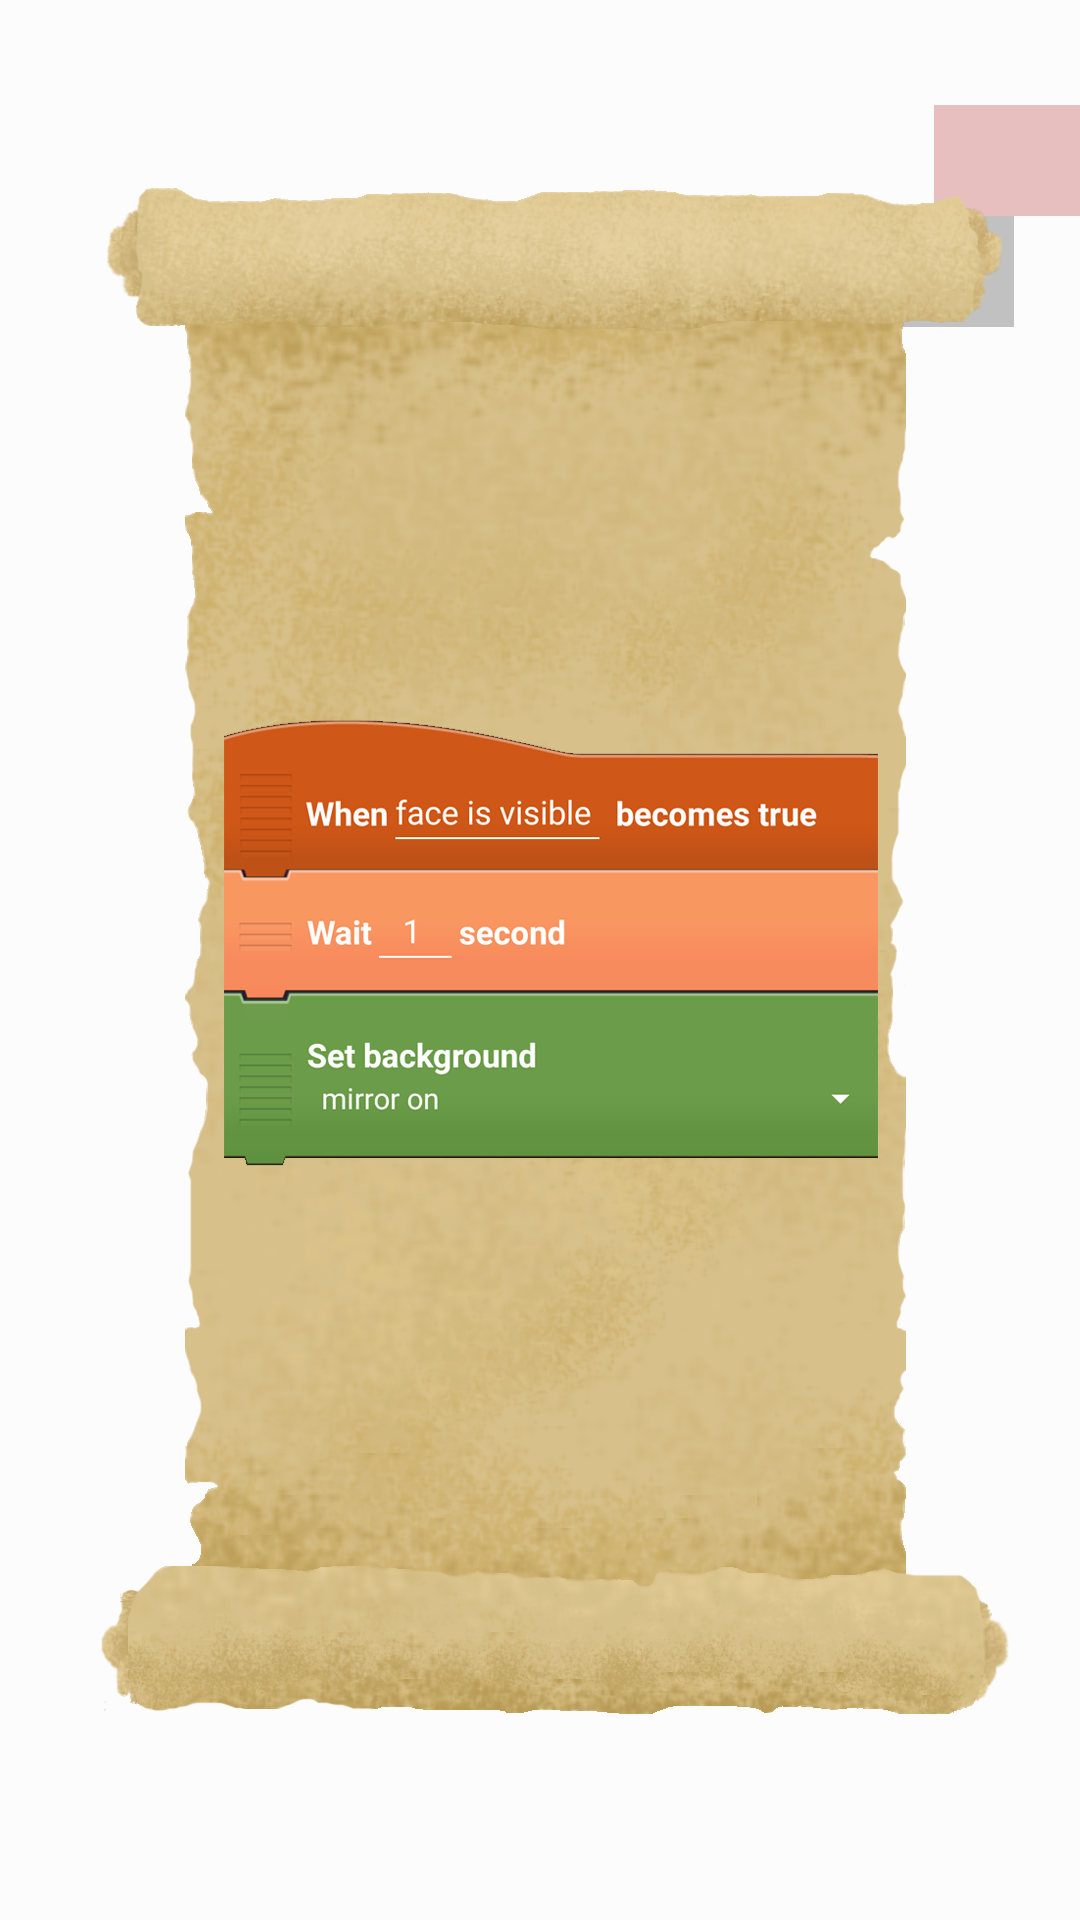 When face is visible becomes true
Wait 1 second
Set background
mirror on